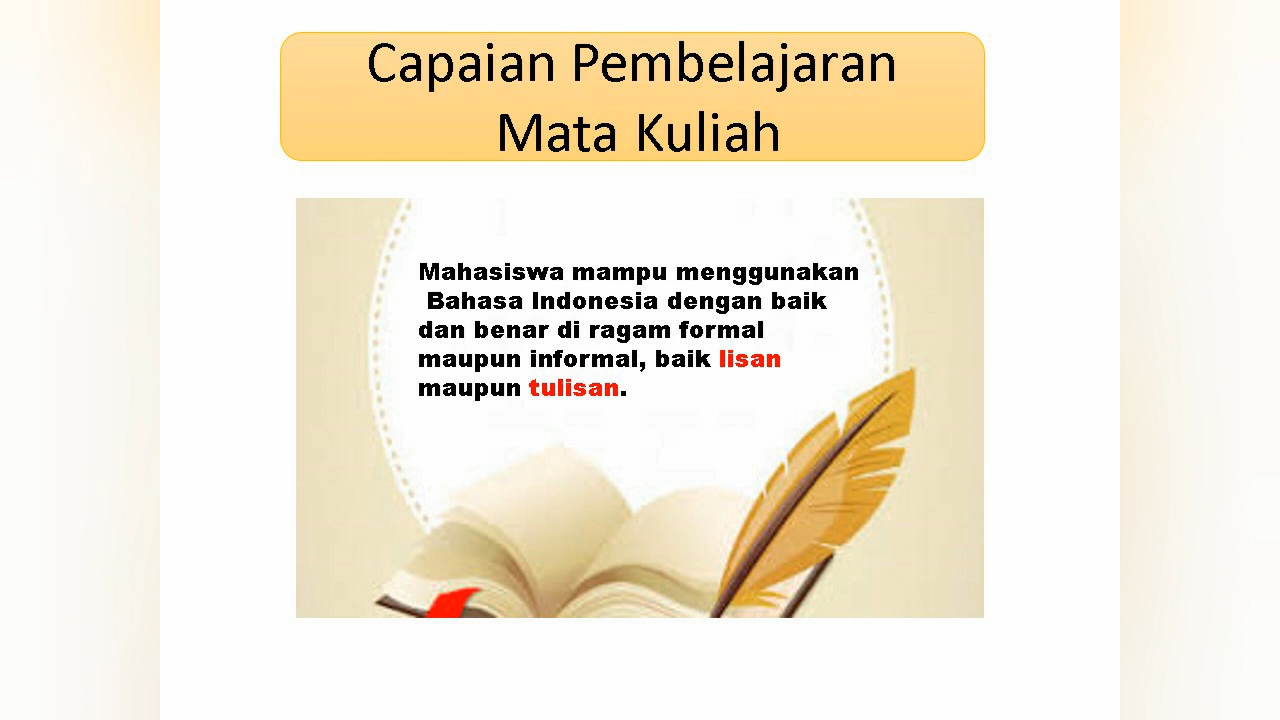 Capaian Pembelajaran
Mata Kuliah
Mahasiswa mampu menggunakan
Bahasa Indonesia dengan baik
dan benar di ragam formal
maupun informal, baik lisan
maupun tulisan.